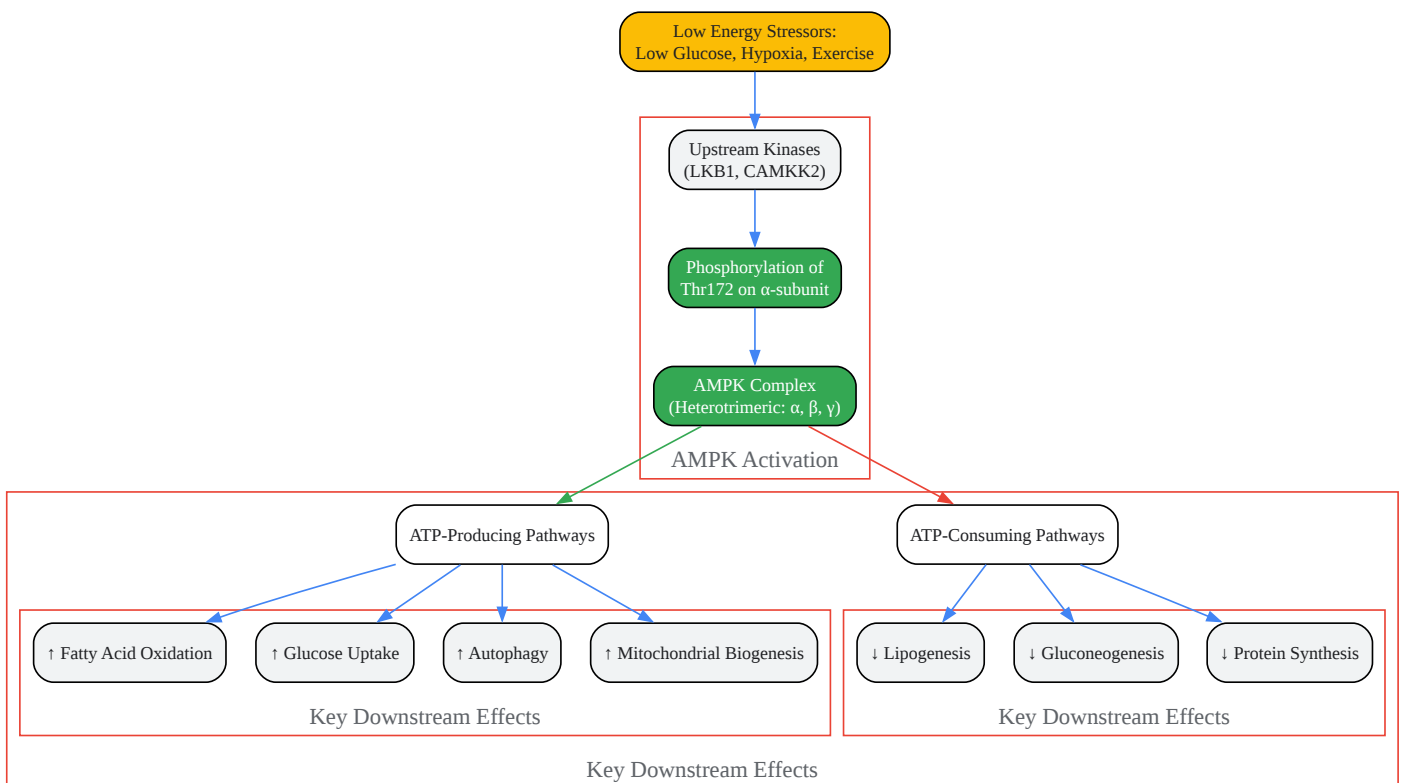 Low Energy Stressors:
Low Glucose, Hypoxia, Exercise
Upstream Kinases
(LKB1, CAMKK2)
Phosphorylation of
Thr172 on α-subunit
AMPK Complex
(Heterotrimeric: α, β, γ)
AMPK Activation
ATP-Producing Pathways
ATP-Consuming Pathways
↑ Fatty Acid Oxidation
↑ Glucose Uptake
↑ Autophagy
↑ Mitochondrial Biogenesis
↓ Lipogenesis
↓ Gluconeogenesis
↓ Protein Synthesis
Key Downstream Effects
Key Downstream Effects
Key Downstream Effects